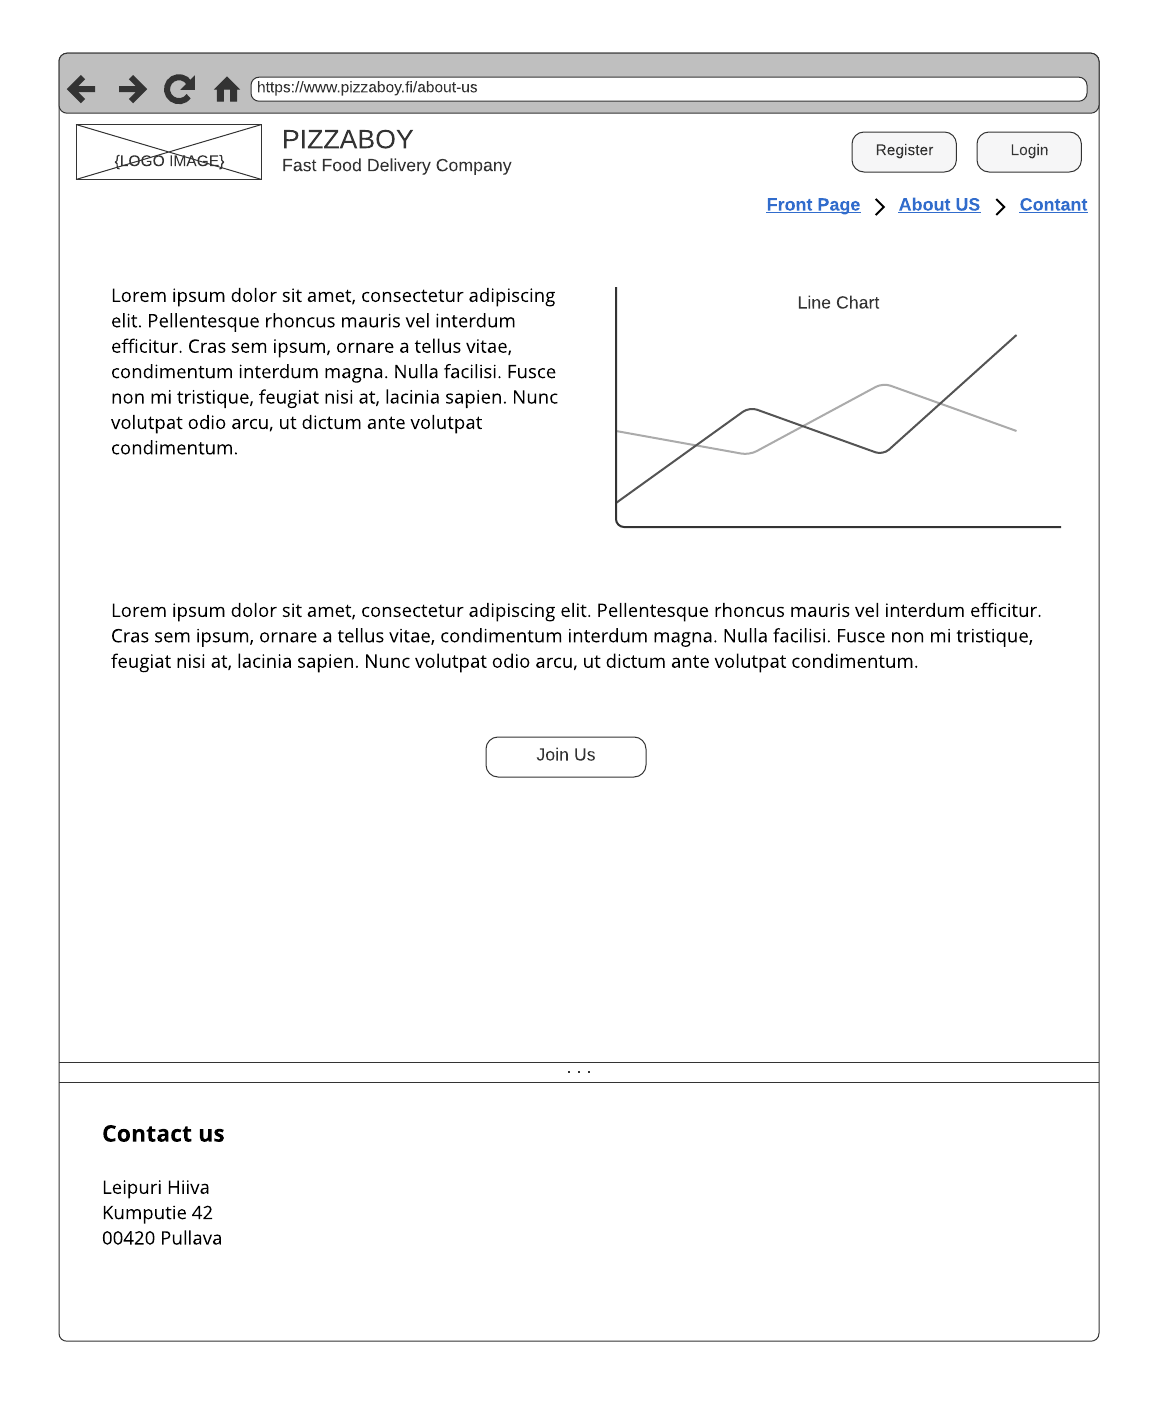 https://www.pizzaboy.fi/about-us
{LOGO IMAGE}
PIZZABOY
Fast Food Delivery Company
Register
Login
Front Page
About US
Contant
Lorem ipsum dolor sit amet, consectetur adipiscing
elit. Pellentesque rhoncus mauris vel interdum
efficitur. Cras sem ipsum, ornare a tellus vitae,
condimentum interdum magna. Nulla facilisi. Fusce
non mi tristique, feugiat nisi at, lacinia sapien. Nunc
volutpat odio arcu, ut dictum ante volutpat
condimentum.
Line Chart
Lorem ipsum dolor sit amet, consectetur adipiscing elit. Pellentesque rhoncus mauris vel interdum efficitur.
Cras sem ipsum, ornare a tellus vitae, condimentum interdum magna. Nulla facilisi. Fusce non mi tristique,
feugiat nisi at, lacinia sapien. Nunc volutpat odio arcu, ut dictum ante volutpat condimentum.
Join Us
. . .
Contact us
Leipuri Hiiva
Kumputie 42
00420 Pullava